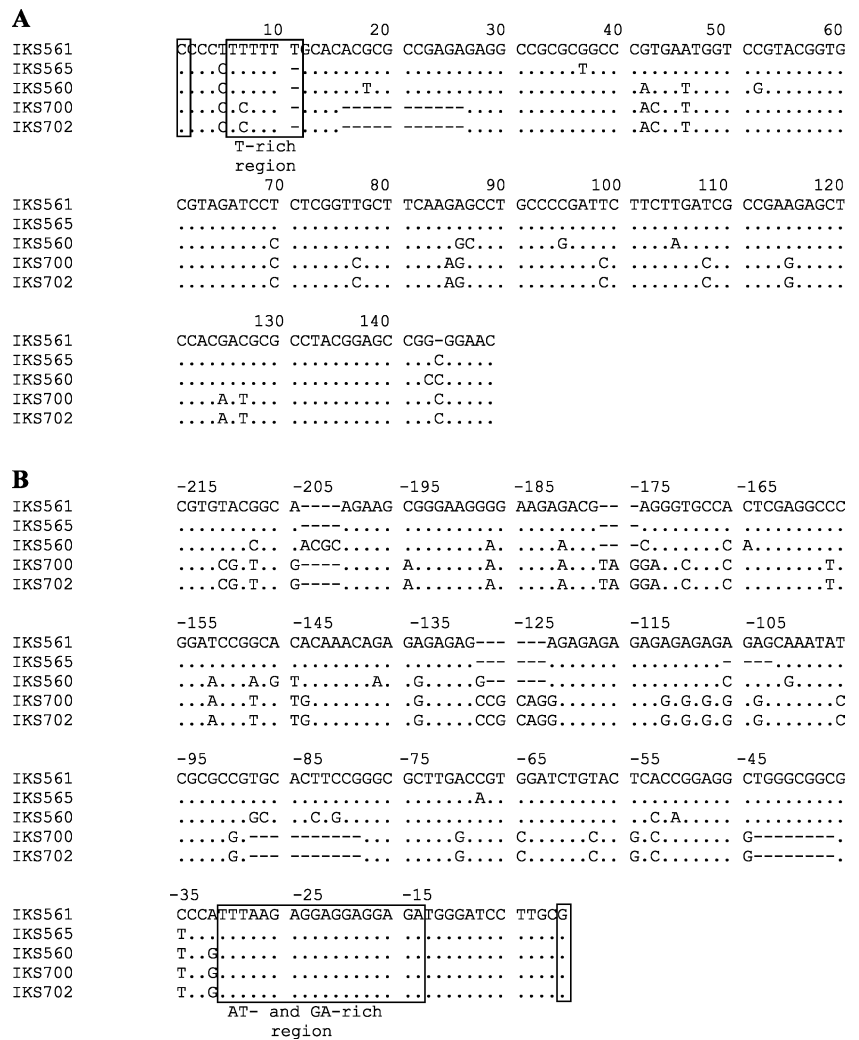 A
10 20 30 40 50 60
IKS561 CCCCTTTTTT TGCACACGCG CCGAGAGAGG CCGCGCGGCC CGTGAATGGT CCGTACGGTG
IKS565 ....C..... -......... .......... ......T... .......... ..........
IKS560 ....C..... -......T.. .......... .......... .A...T.... .G........
IKS700 ....C.C... -....----- ------.... .......... .AC..T.... ..........
IKS702 ....C.C... -....----- ------.... .......... .AC..T.... ..........
T-rich
region
70 80 90 100 110 120
IKS561 CGTAGATCCT CTCGGTTGCT TCAAGAGCCT GCCCCGATTC TTCTTGATCG CCGAAGAGCT
IKS565 .......... .......... .......... .......... .......... ..........
IKS560 .........C .......... .....GC... ....G..... ....A..... ..........
IKS700 .........C ......C... ....AG.... ........C. .......C.. ....G.....
IKS702 .........C ......C... ....AG.... ........C. .......C.. ....G.....
130 140
IKS561 CCACGACGCG CCTACGGAGC CGG-GGAAC
IKS565 .......... .......... ...C.....
IKS560 .......... .......... ..CC.....
IKS700 ....A.T... .......... ...C.....
IKS702 ....A.T... .......... ...C.....
B
-215 -205 -195 -185 -175 -165
IKS561 CGTGTACGGC A----AGAAG CGGGAAGGGG AAGAGACG-- -AGGGTGCCA CTCGAGGCCC
IKS565 .......... .----..... .......... ........-- -......... ..........
IKS560 .......C.. .ACGC..... ........A. ....A...-- -C.......C A.........
IKS700 ....CG.T.. G----..... A.......A. ....A...TA GGA..C...C ........T.
IKS702 ....CG.T.. G----..... A.......A. ....A...TA GGA..C...C ........T.
-155 -145 -135 -125 -115 -105
IKS561 GGATCCGGCA CACAAACAGA GAGAGAG--- ---AGAGAGA GAGAGAGAGA GAGCAAATAT
IKS565 .......... .......... .......--- ---....... .........- .---......
IKS560 ...A...A.G T.......A. .G.....--- ---....... .........C ....G.....
IKS700 ...A...T.. TG........ .G.....CCG CAGG...... ...G.G.G.G .G.......C
IKS702 ...A...T.. TG........ .G.....CCG CAGG...... ...G.G.G.G .G.......C
-95 -85 -75 -65 -55 -45
IKS561 CGCGCCGTGC ACTTCCGGGC GCTTGACCGT GGATCTGTAC TCACCGGAGG CTGGGCGGCG
IKS565 .......... .......... .......A.. .......... .......... ..........
IKS560 .......GC. ..C.G..... .......... .......... ..C.A..... ..........
IKS700 .....G.--- -------... .....G.... C......C.. G.C....... G--------.
IKS702 .....G.--- -------... .....G.... C......C.. G.C....... G--------.
-35 -25 -15
IKS561 CCCATTTAAG AGGAGGAGGA GATGGGATCC TTGCG
IKS565 T......... .......... .......... .....
IKS560 T..G...... .......... .......... .....
IKS700 T..G...... .......... .......... .....
IKS702 T..G...... .......... .......... .....
AT- and GA-rich
region